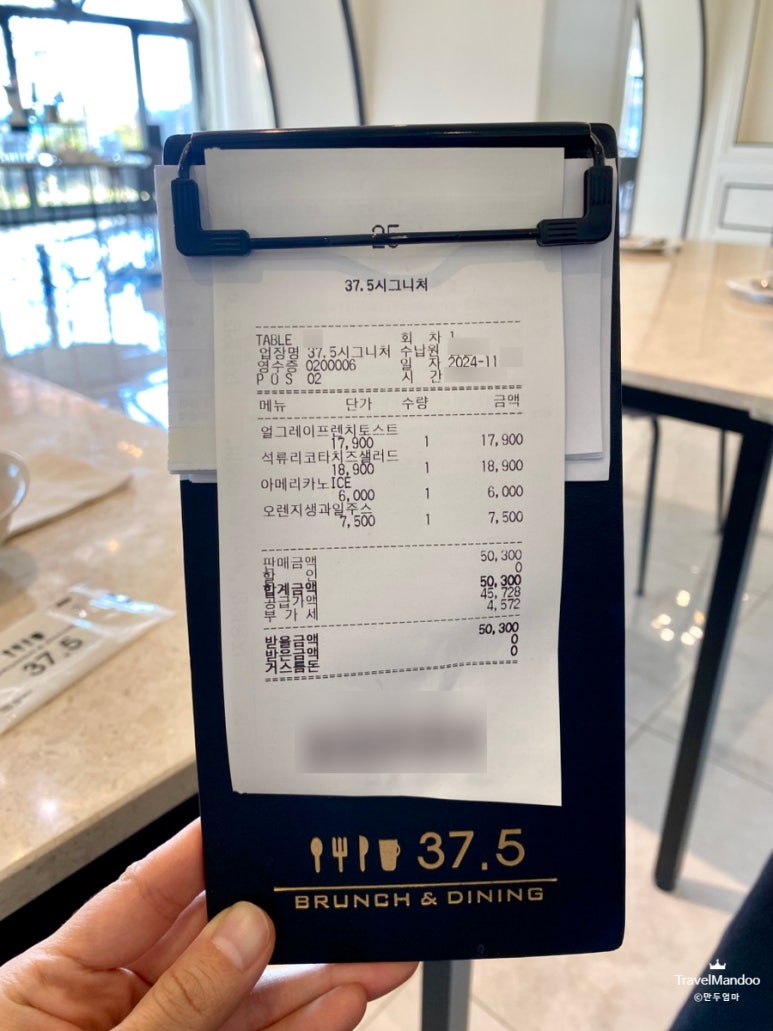 25
37.5시그니처
TABLE 회 차 1
업장명 37.5시그니처 수납원
영수증 0200006 일 자 2024-11
P O S 02 시 간
메뉴 단가 수량 금액
얼그레이프렌치토스트
17,900 1 17,900
석류리코타치즈샐러드
18,900 1 18,900
아메리카노ICE
6,000 1 6,000
오렌지생과일주스
7,500 1 7,500
판매금액 50,300
할 인 0
합계금액 50,300
공급가액 45,728
부 가 세 4,572
받을금액 50,300
받은금액 0
거스름돈 0
37.5
BRUNCH & DINING
37.5
TravelMandoo
©만두엄마